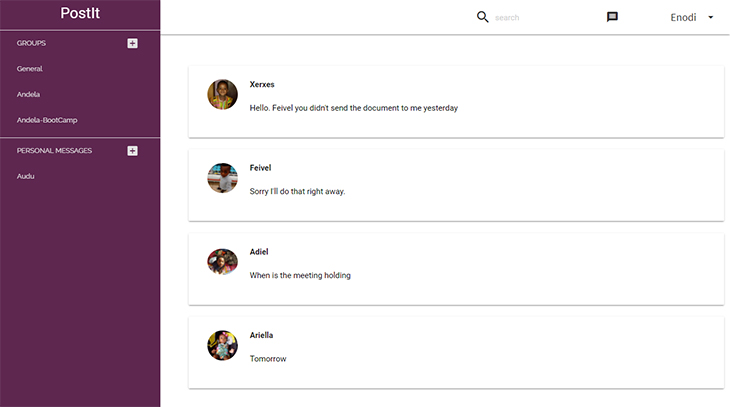 PostIt
GROUPS
General
Andela
Andela-BootCamp
PERSONAL MESSAGES
Audu
search
Enodi
Xerxes
Hello. Feivel you didn't send the document to me yesterday
Feivel
Sorry I'll do that right away.
Adiel
When is the meeting holding
Ariella
Tomorrow